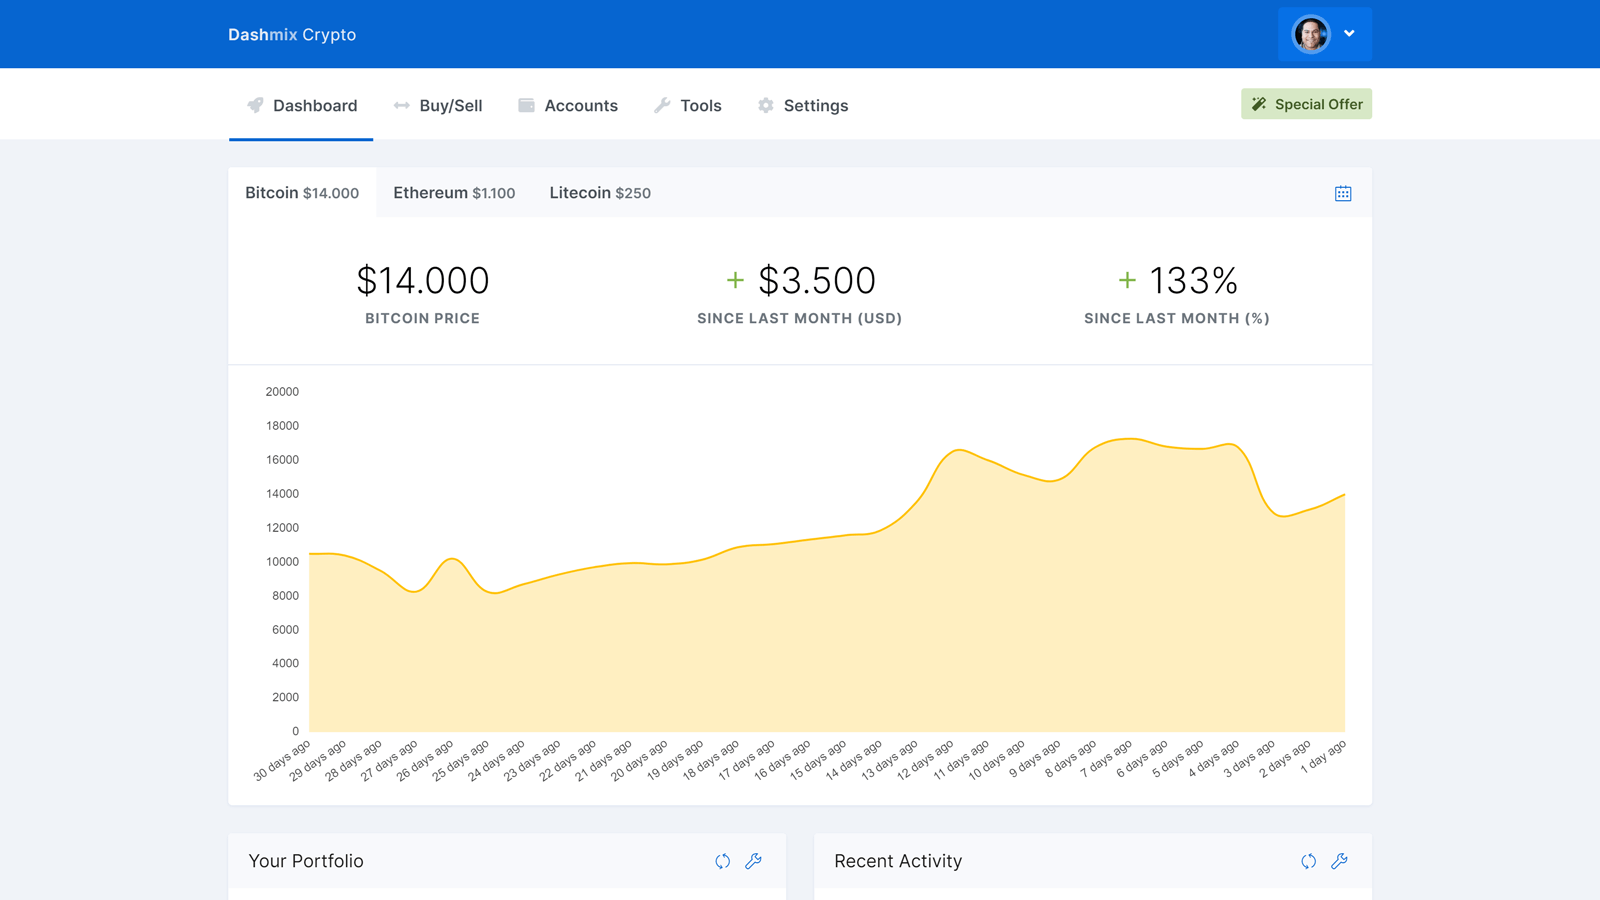 Dashmix Crypto
Dashboard Buy/Sell Accounts Tools Settings Special Offer
Bitcoin $14.000 Ethereum $1.100 Litecoin $250
$14.000 + $3.500 + 133%
BITCOIN PRICE SINCE LAST MONTH (USD) SINCE LAST MONTH (%)
20000
18000
16000
14000
12000
10000
8000
6000
4000
2000
0
30 days ago
29 days ago
28 days ago
27 days ago
26 days ago
25 days ago
24 days ago
23 days ago
22 days ago
21 days ago
20 days ago
19 days ago
18 days ago
17 days ago
16 days ago
15 days ago
14 days ago
13 days ago
12 days ago
11 days ago
10 days ago
9 days ago
8 days ago
7 days ago
6 days ago
5 days ago
4 days ago
3 days ago
2 days ago
1 day ago
Your Portfolio Recent Activity